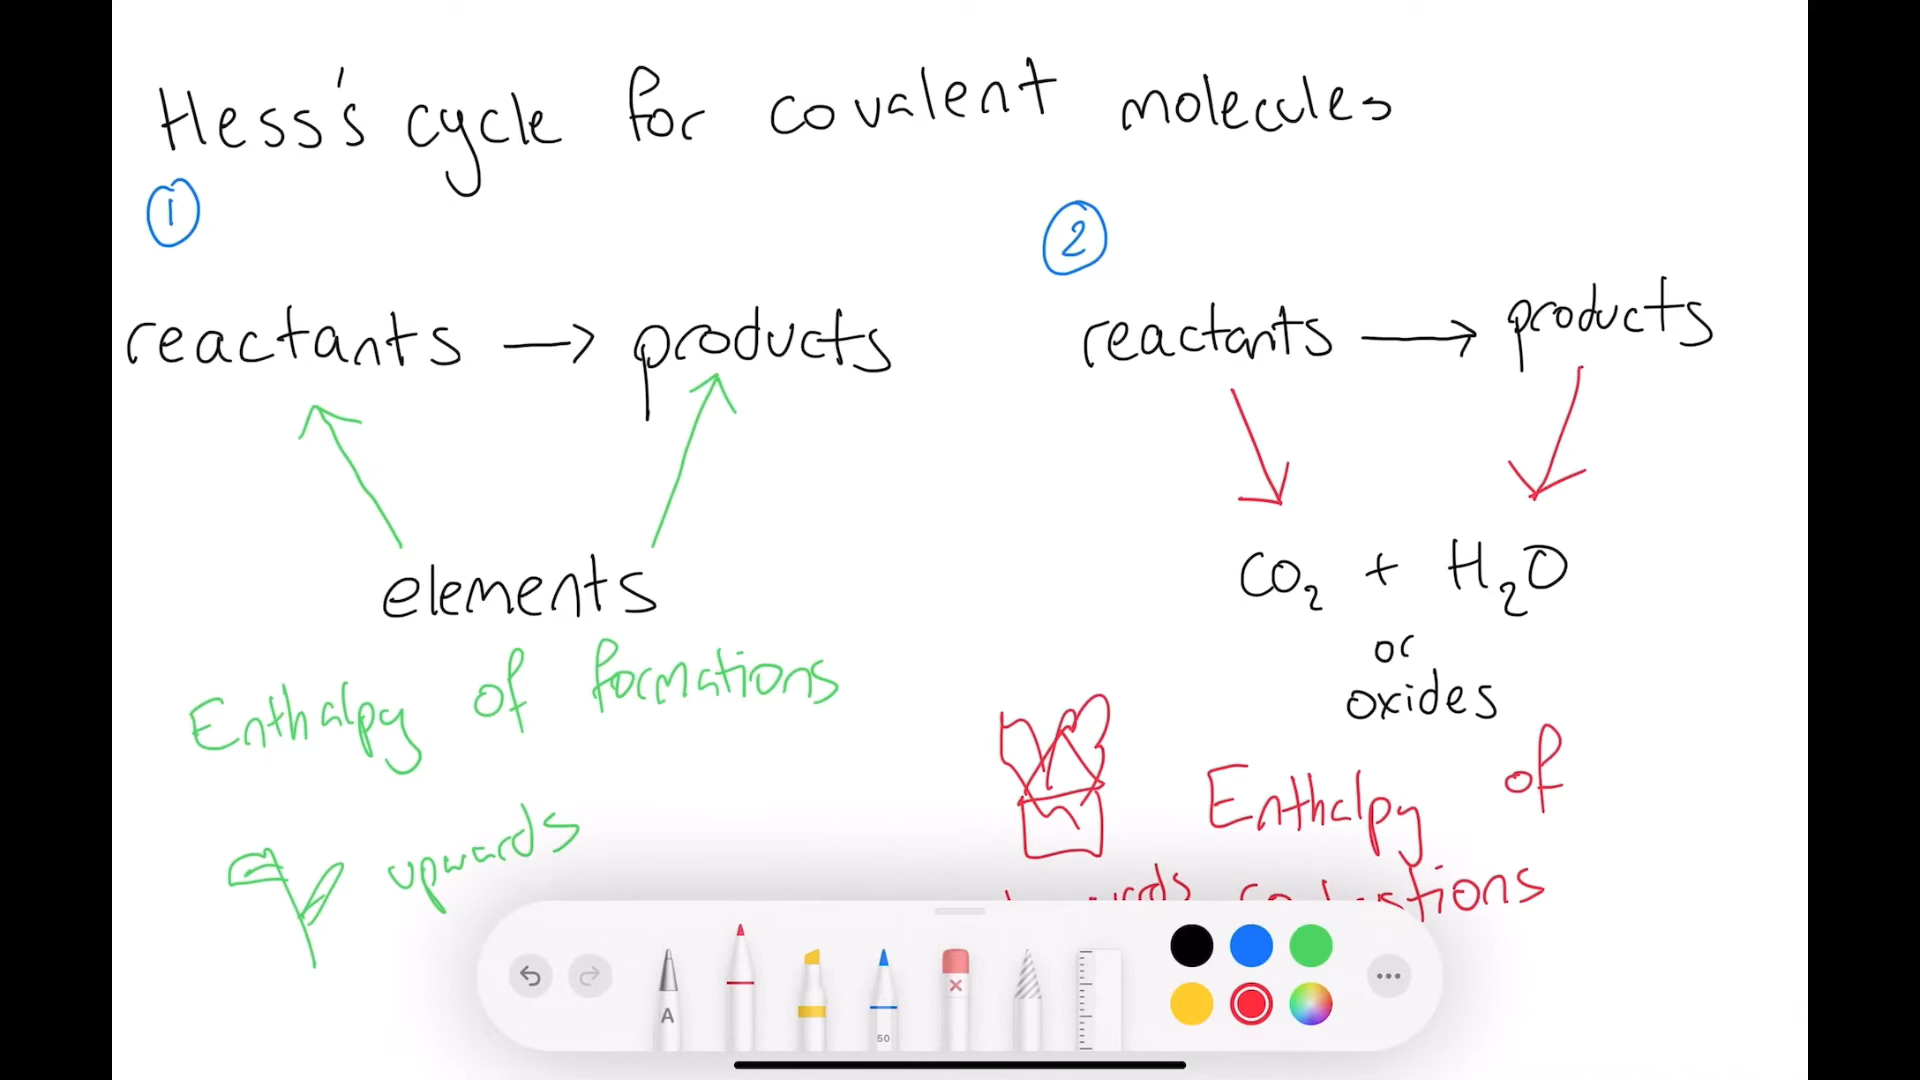 Hess's cycle for covalent molecules
1
reactants → products
elements
Enthalpy of formations
upwards
2
reactants → products
CO₂ + H₂O
or
oxides
Enthalpy of
A
50